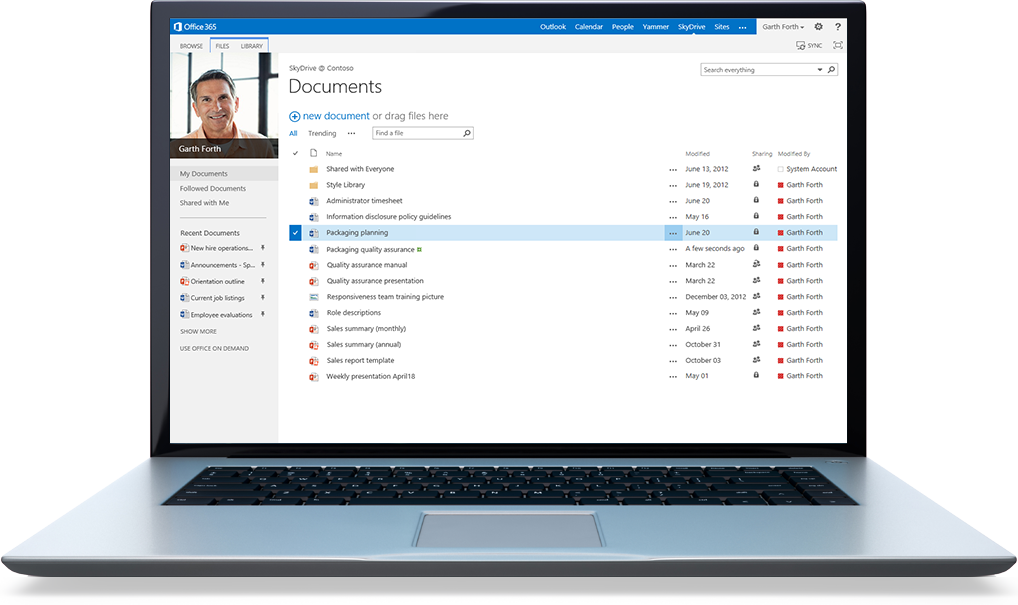 Office 365 Outlook Calendar People Yammer SkyDrive Sites ... Garth Forth ?
BROWSE FILES LIBRARY SYNC
SkyDrive @ Contoso
Search everything
Documents
new document or drag files here
All Trending ... Find a file
Garth Forth
Name Modified Sharing Modified By
My Documents
Followed Documents
Shared with Me
Recent Documents
New hire operations...
Announcements - Sp...
Orientation outline
Current job listings
Employee evaluations
SHOW MORE
USE OFFICE ON DEMAND
Shared with Everyone ... June 13, 2012 System Account
Style Library ... June 19, 2012 Garth Forth
Administrator timesheet ... June 20 Garth Forth
Information disclosure policy guidelines ... May 16 Garth Forth
Packaging planning ... June 20 Garth Forth
Packaging quality assurance ... A few seconds ago Garth Forth
Quality assurance manual ... March 22 Garth Forth
Quality assurance presentation ... March 22 Garth Forth
Responsiveness team training picture ... December 03, 2012 Garth Forth
Role descriptions ... May 09 Garth Forth
Sales summary (monthly) ... April 26 Garth Forth
Sales summary (annual) ... October 31 Garth Forth
Sales report template ... October 03 Garth Forth
Weekly presentation April18 ... May 01 Garth Forth